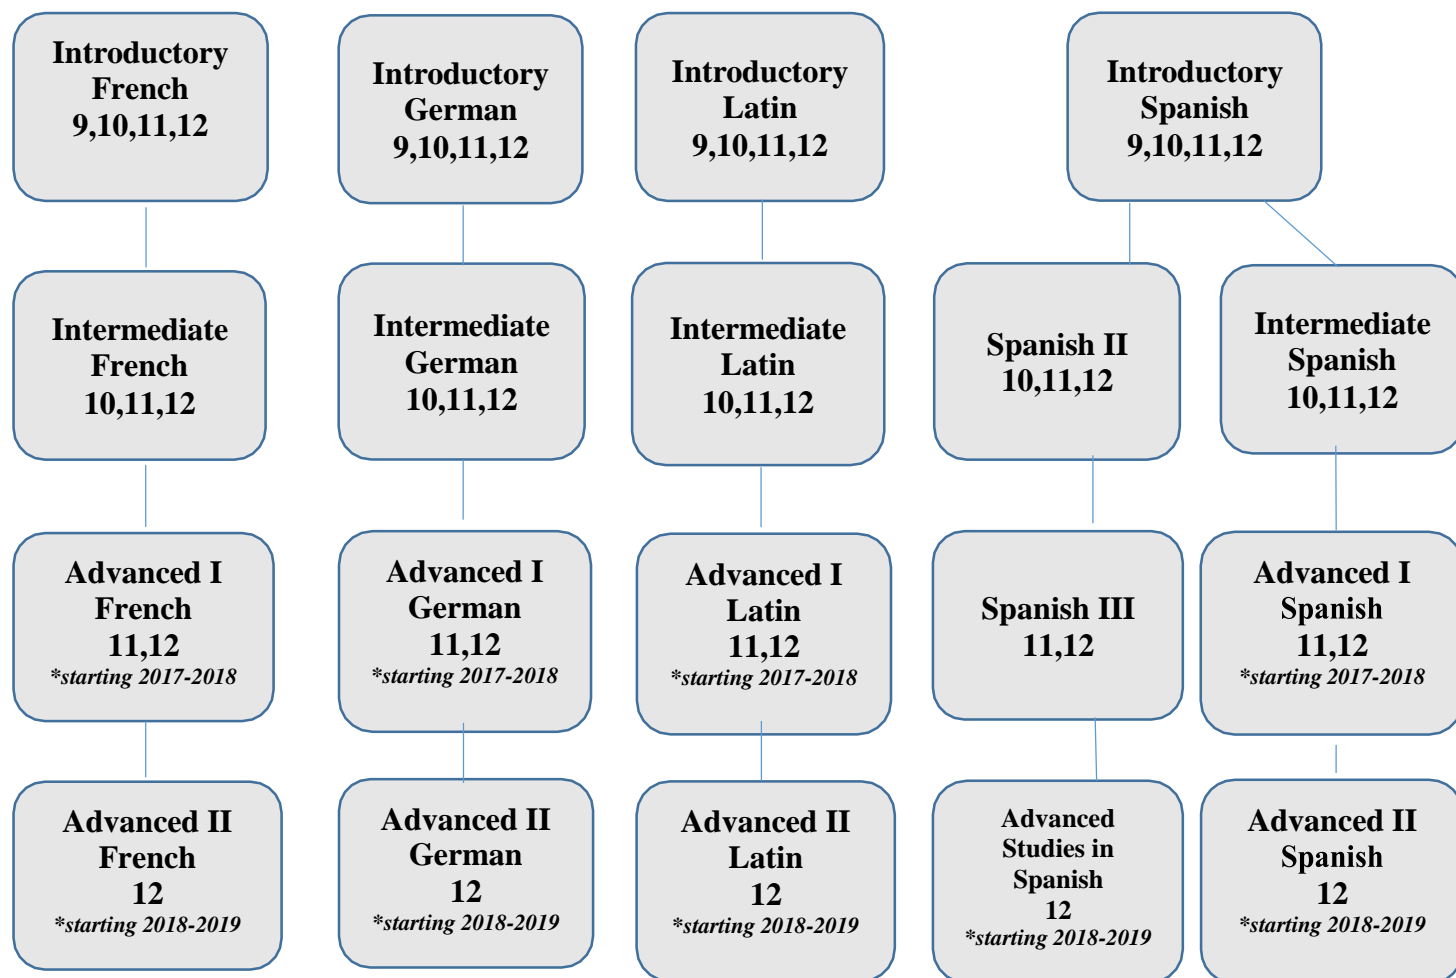 Introductory
French
9,10,11,12
Introductory
German
9,10,11,12
Introductory
Latin
9,10,11,12
Introductory
Spanish
9,10,11,12
Intermediate
French
10,11,12
Intermediate
German
10,11,12
Intermediate
Latin
10,11,12
Spanish II
10,11,12
Intermediate
Spanish
10,11,12
Advanced I
French
11,12
*starting 2017-2018
Advanced I
German
11,12
*starting 2017-2018
Advanced I
Latin
11,12
*starting 2017-2018
Spanish III
11,12
Advanced I
Spanish
11,12
*starting 2017-2018
Advanced II
French
12
*starting 2018-2019
Advanced II
German
12
*starting 2018-2019
Advanced II
Latin
12
*starting 2018-2019
Advanced
Studies in
Spanish
12
*starting 2018-2019
Advanced II
Spanish
12
*starting 2018-2019